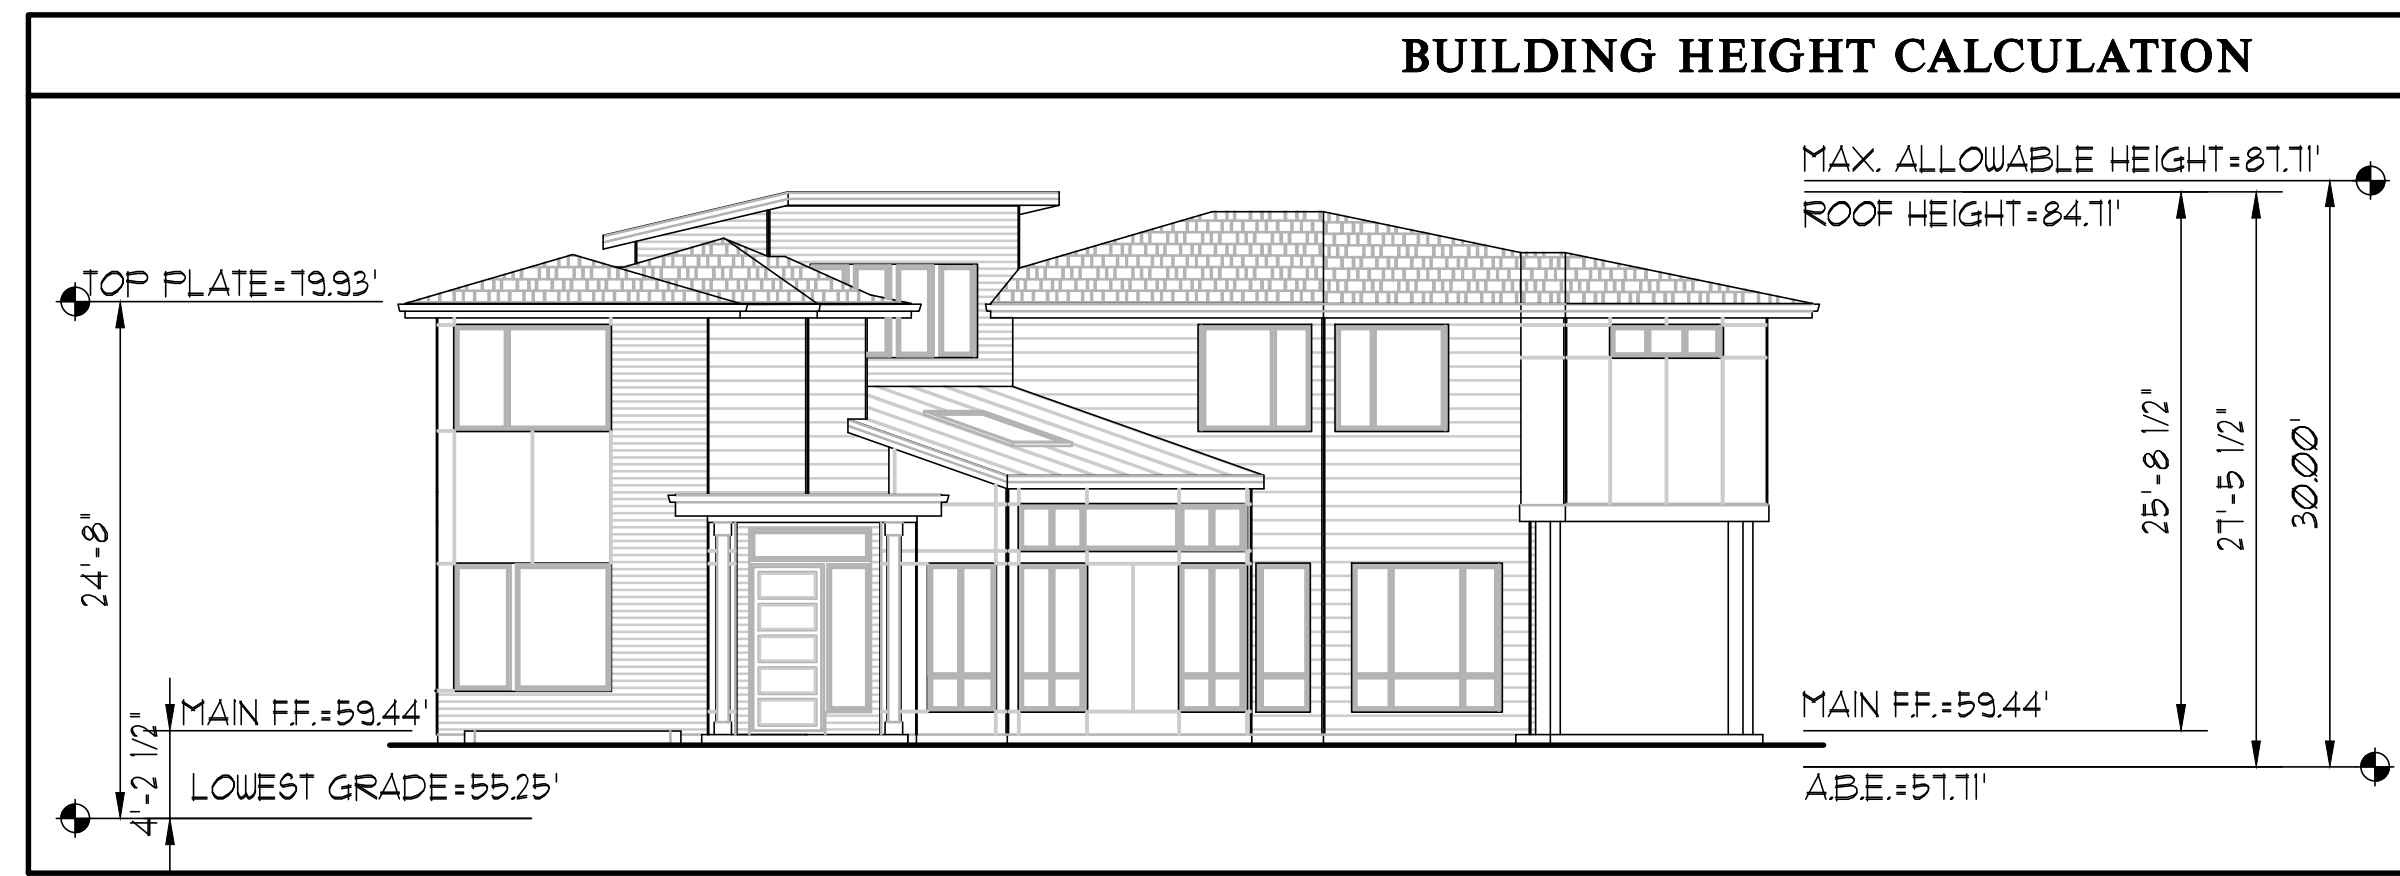 BUILDING HEIGHT CALCULATION
MAX. ALLOWABLE HEIGHT=87.71'
ROOF HEIGHT=84.71'
TOP PLATE=79.93'
24'-8"
4'-2 1/2"
MAIN F.F.=59.44'
LOWEST GRADE=55.25'
25'-8 1/2"
27'-5 1/2"
30.00'
MAIN F.F.=59.44'
A.B.E.=57.71'